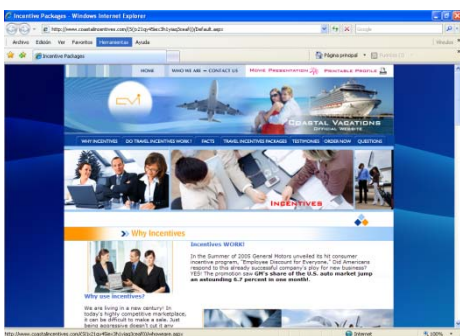 Incentive Packages - Windows Internet Explorer
Google
Archivo Edición Ver Favoritos Herramientas Ayuda
Vínculos
Incentive Packages
Página principal
HOME WHO WE ARE - CONTACT US HOME PRESENTATION PRINTABLE PROFILE
COASTAL VACATIONS
OFFICIAL WEBSITE
WHY INCENTIVES DO TRAVEL INCENTIVES WORK ? FACTS TRAVEL INCENTIVES PACKAGES TESTIMONIES ORDER NOW QUESTIONS
INCENTIVES
Why Incentives
Incentives WORK!
In the Summer of 2005 General Motors unveiled its hit consumer
incentive program, "Employee Discount for Everyone." Did Americans
respond to this already successful company's ploy for new business?
YES! The promotion saw GM's share of the U.S. auto market jump
an astounding 6.7 percent in one month!
Why use incentives?
We are living in a new century! In
today's highly competitive marketplace,
it can be difficult to make a sale. Just
being aggressive doesn't cut it any
Internet
100%